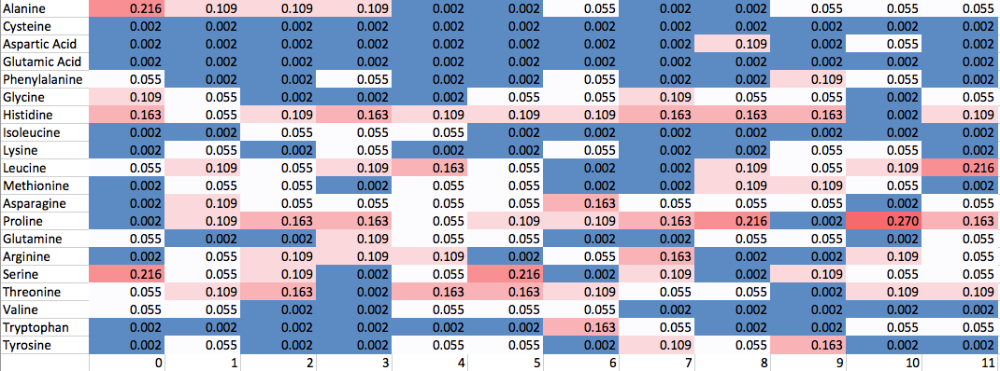 Alanine 0.216 0.109 0.109 0.109 0.002 0.002 0.055 0.002 0.002 0.055 0.055 0.055
Cysteine 0.002 0.002 0.002 0.002 0.002 0.002 0.002 0.002 0.002 0.002 0.002 0.002
Aspartic Acid 0.002 0.002 0.002 0.002 0.002 0.002 0.002 0.002 0.109 0.002 0.055 0.002
Glutamic Acid 0.002 0.002 0.002 0.002 0.002 0.002 0.002 0.002 0.002 0.002 0.002 0.002
Phenylalanine 0.055 0.002 0.002 0.055 0.002 0.002 0.055 0.002 0.002 0.109 0.055 0.002
Glycine 0.109 0.055 0.002 0.002 0.002 0.055 0.055 0.109 0.055 0.055 0.002 0.055
Histidine 0.163 0.055 0.109 0.163 0.109 0.109 0.109 0.163 0.163 0.163 0.002 0.109
Isoleucine 0.002 0.002 0.055 0.055 0.055 0.002 0.002 0.002 0.002 0.002 0.002 0.002
Lysine 0.002 0.055 0.002 0.055 0.002 0.002 0.055 0.002 0.002 0.055 0.055 0.002
Leucine 0.055 0.109 0.055 0.109 0.163 0.055 0.002 0.002 0.109 0.055 0.109 0.216
Methionine 0.002 0.055 0.055 0.002 0.055 0.055 0.002 0.002 0.109 0.109 0.055 0.002
Asparagine 0.002 0.109 0.055 0.055 0.055 0.055 0.163 0.055 0.055 0.055 0.002 0.055
Proline 0.002 0.109 0.163 0.163 0.055 0.109 0.109 0.163 0.216 0.002 0.270 0.163
Glutamine 0.055 0.002 0.002 0.109 0.055 0.055 0.002 0.002 0.055 0.055 0.002 0.055
Arginine 0.002 0.055 0.109 0.109 0.109 0.002 0.055 0.163 0.002 0.002 0.109 0.055
Serine 0.216 0.055 0.109 0.002 0.055 0.216 0.002 0.109 0.002 0.109 0.055 0.055
Threonine 0.055 0.109 0.163 0.002 0.163 0.163 0.109 0.055 0.055 0.002 0.109 0.109
Valine 0.055 0.055 0.002 0.002 0.055 0.055 0.055 0.002 0.002 0.002 0.002 0.002
Tryptophan 0.002 0.002 0.002 0.002 0.002 0.002 0.163 0.055 0.002 0.002 0.055 0.055
Tyrosine 0.002 0.055 0.002 0.002 0.055 0.055 0.002 0.109 0.055 0.163 0.002 0.002
0 1 2 3 4 5 6 7 8 9 10 11